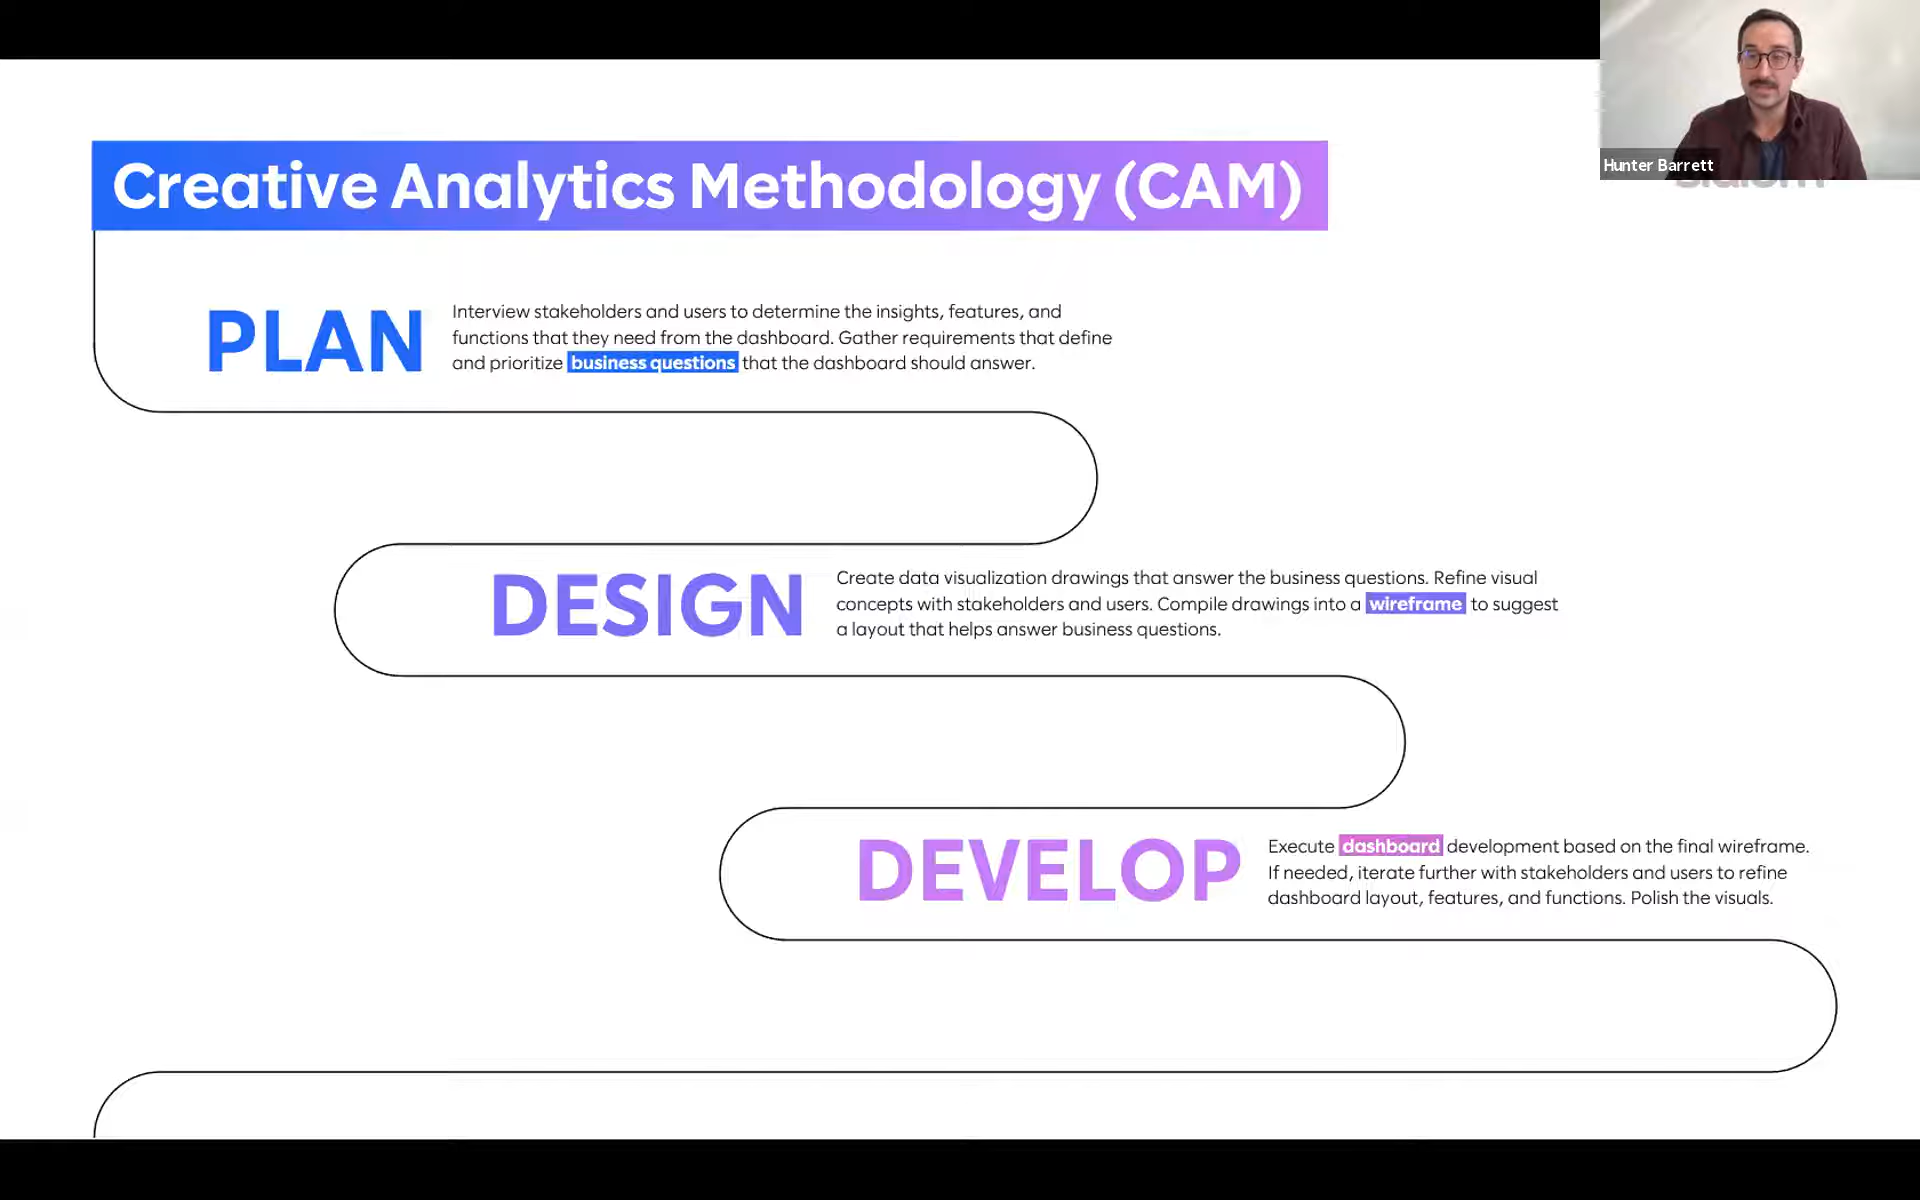 Creative Analytics Methodology (CAM)
Hunter Barrett
PLAN
Interview stakeholders and users to determine the insights, features, and
functions that they need from the dashboard. Gather requirements that define
and prioritize business questions that the dashboard should answer.
DESIGN
Create data visualization drawings that answer the business questions. Refine visual
concepts with stakeholders and users. Compile drawings into a wireframe to suggest
a layout that helps answer business questions.
DEVELOP
Execute dashboard development based on the final wireframe.
If needed, iterate further with stakeholders and users to refine
dashboard layout, features, and functions. Polish the visuals.